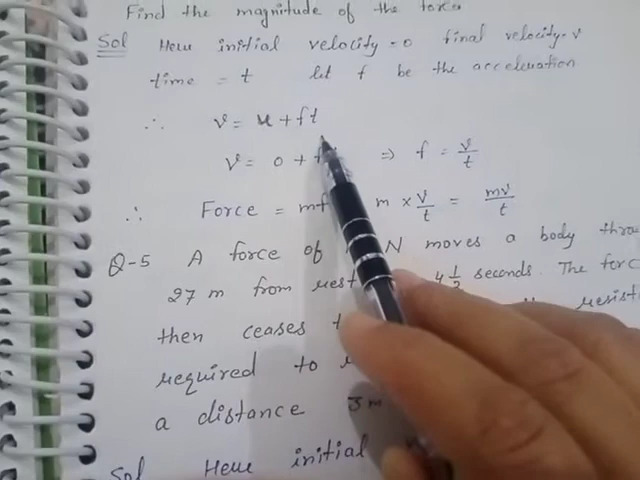 Find the magnitude of the force
Sol Here initial velocity = 0 final velocity = v
time = t let f be the acceleration
∴ v = u + ft
v = 0 + ⇒ f = v/t
∴ Force = mf m × v/t = mv/t
Q-5 A force of N moves a body
27 m from rest 4 1/2 seconds. The
then ceases
required to
a distance 3m
Sol Here initial